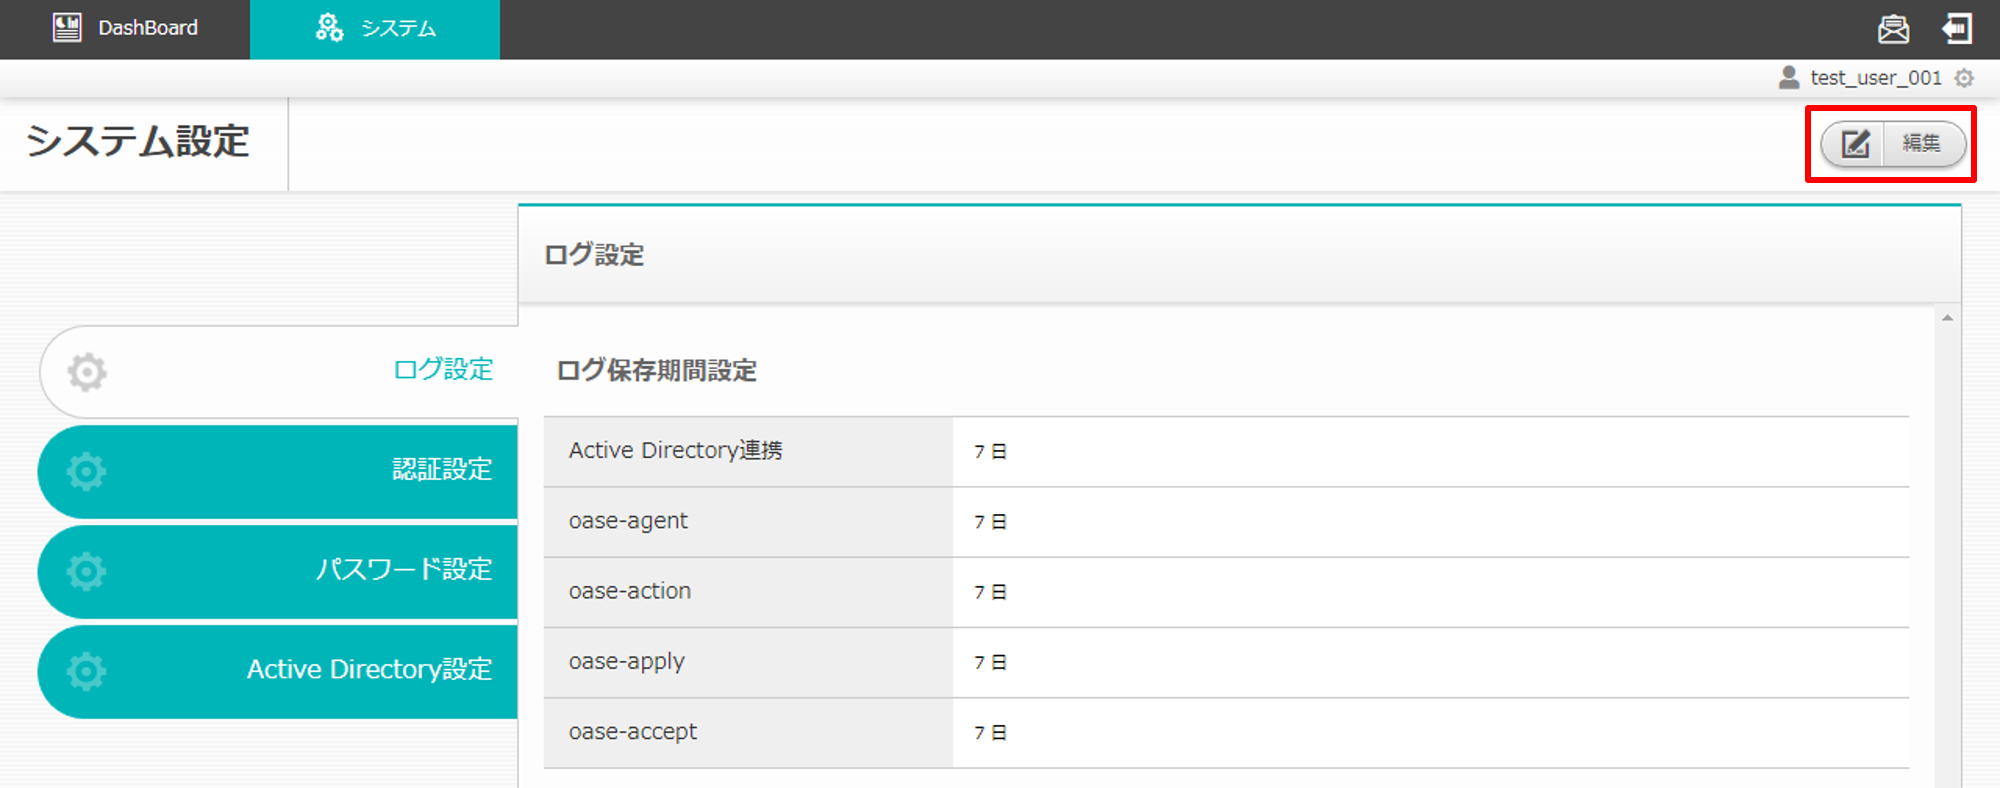 DashBoard
システム
test_user_001
システム設定
編集
ログ設定
ログ設定
認証設定
パスワード設定
Active Directory設定
ログ保存期間設定
Active Directory連携 7 日
oase-agent 7 日
oase-action 7 日
oase-apply 7 日
oase-accept 7 日